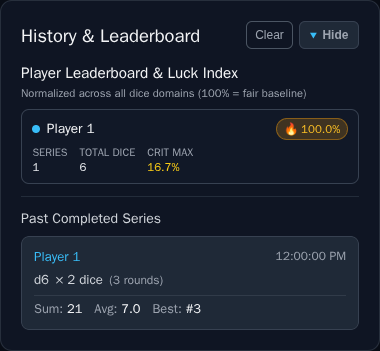 History & Leaderboard
Clear
▼ Hide
Player Leaderboard & Luck Index
Normalized across all dice domains (100% = fair baseline)
Player 1
🔥 100.0%
SERIES TOTAL DICE CRIT MAX
1 6 16.7%
Past Completed Series
Player 1 12:00:00 PM
d6 × 2 dice (3 rounds)
Sum: 21 Avg: 7.0 Best: #3